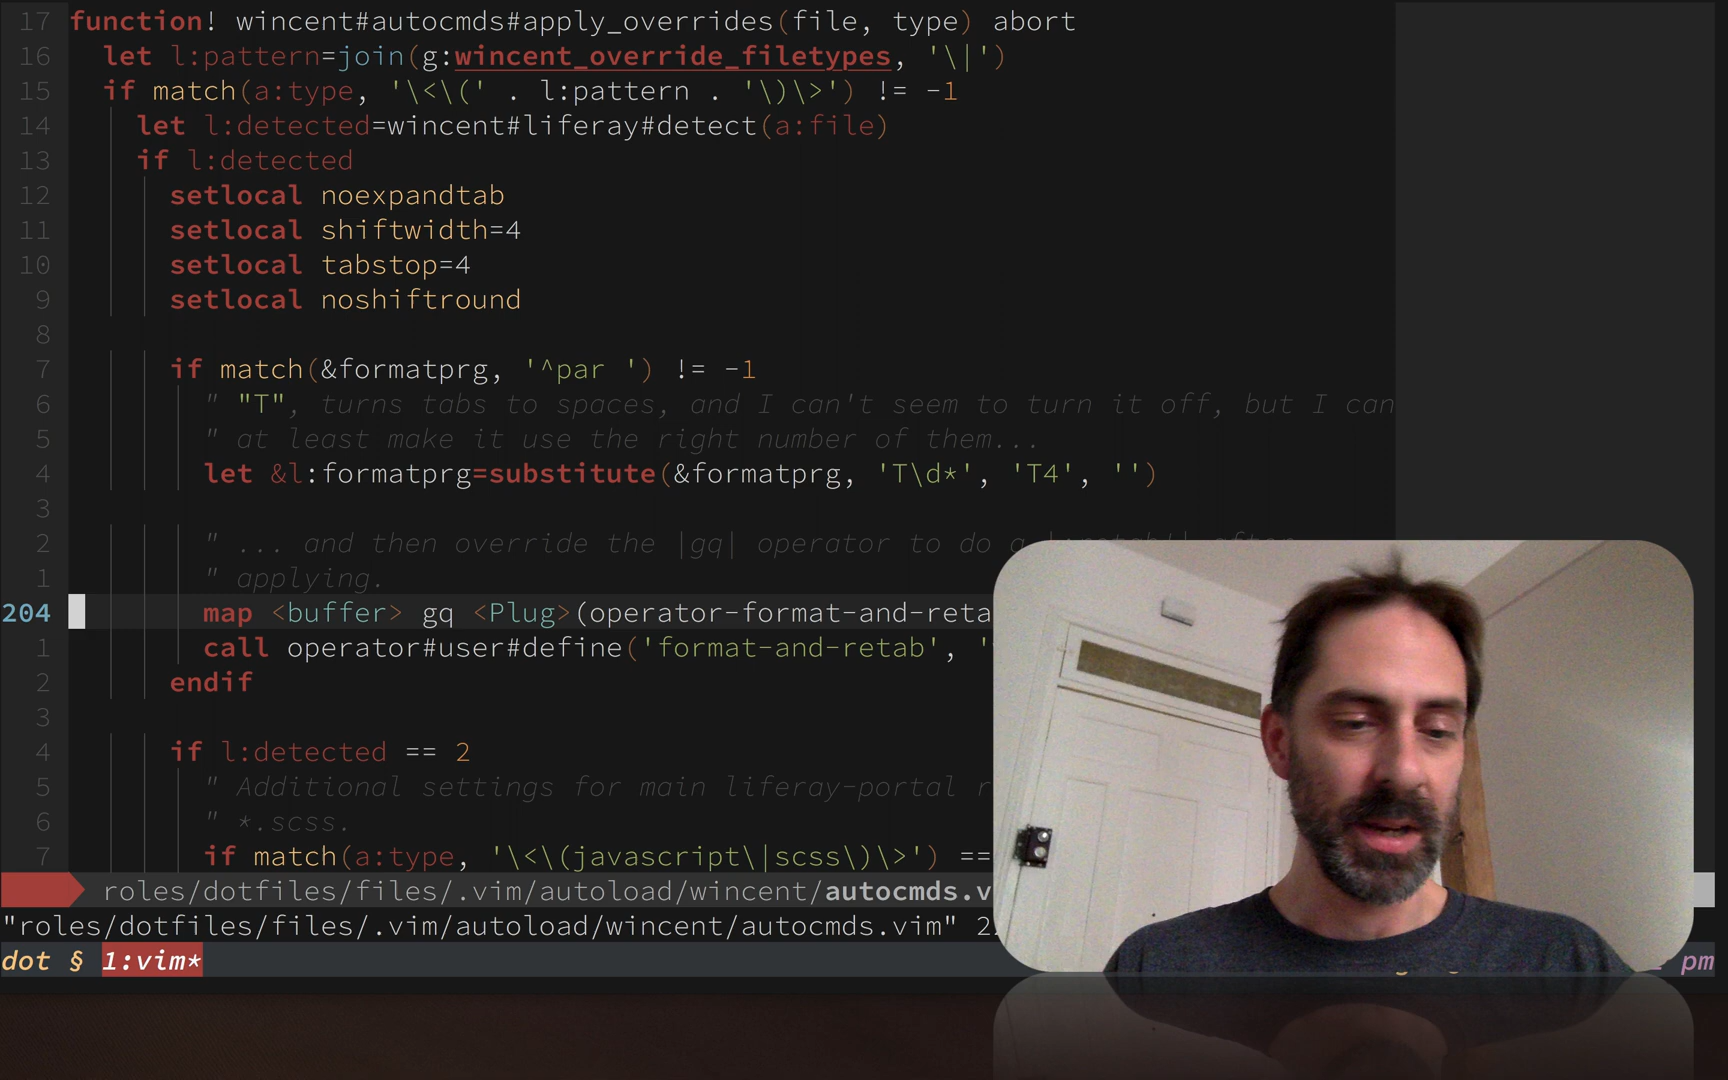 17 function! wincent#autocmds#apply_overrides(file, type) abort
16 let l:pattern=join(g:wincent_override_filetypes, '\|')
15 if match(a:type, '\<\(' . l:pattern . '\)\>') != -1
14 let l:detected=wincent#liferay#detect(a:file)
13 if l:detected
12 setlocal noexpandtab
11 setlocal shiftwidth=4
10 setlocal tabstop=4
9 setlocal noshiftround
8
7 if match(&formatprg, '^par ') != -1
6 " "T", turns tabs to spaces, and I can't seem to turn it off, but I can
5 " at least make it use the right number of them...
4 let &l:formatprg=substitute(&formatprg, 'T\d*', 'T4', '')
3
2 " ... and then override the |gq| operator to do a
1 " applying.
204 map <buffer> gq <Plug>(operator-format-and-reta
1 call operator#user#define('format-and-retab', '
2 endif
3
4 if l:detected == 2
5 " Additional settings for main liferay-portal r
6 " *.scss.
7 if match(a:type, '\<\(javascript\|scss\)\>') ==
roles/dotfiles/files/.vim/autoload/wincent/autocmds.v
"roles/dotfiles/files/.vim/autoload/wincent/autocmds.vim" 2
dot § 1:vim* pm